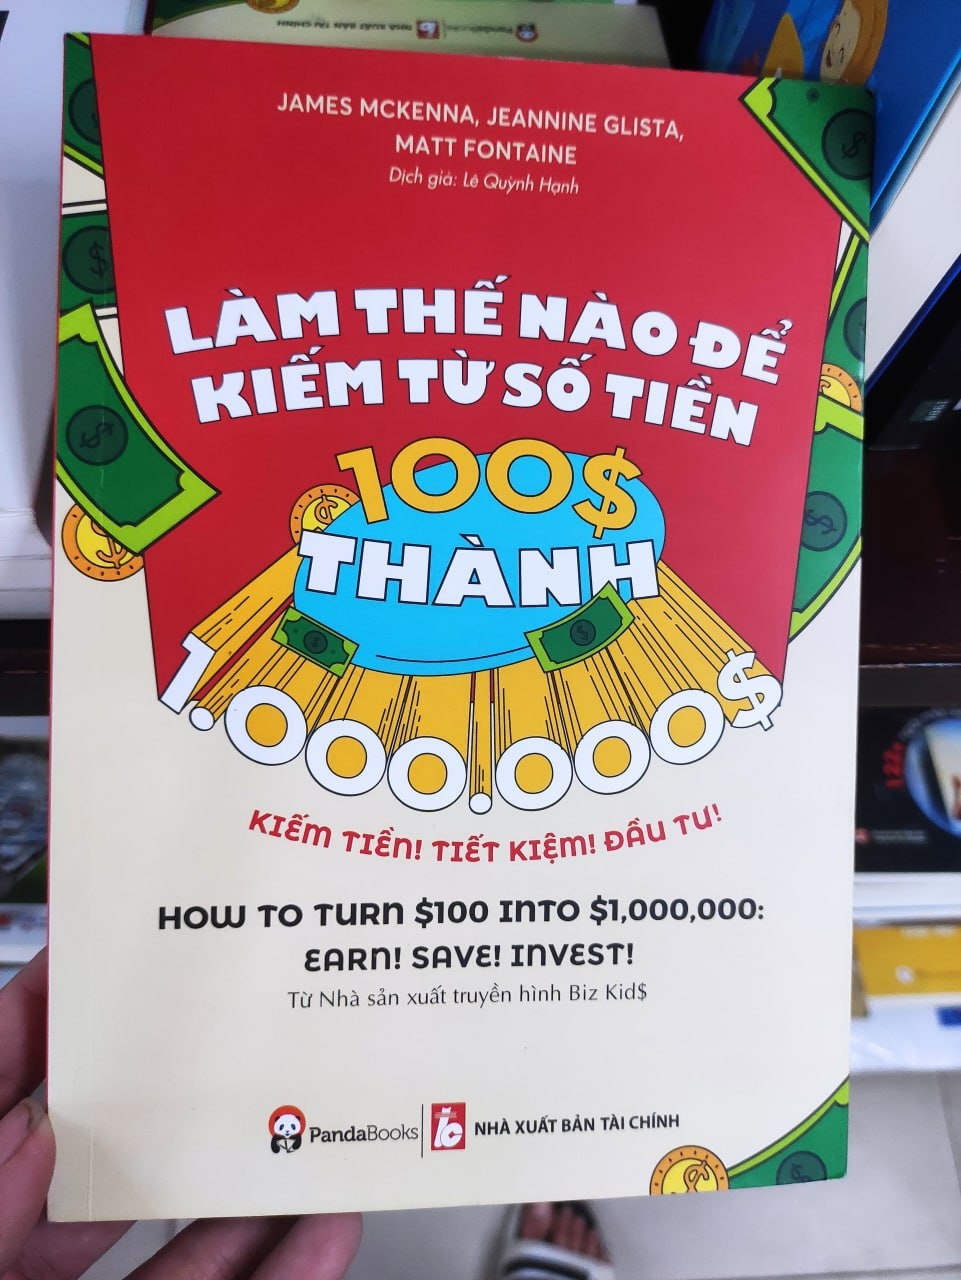 JAMES MCKENNA, JEANNINE GLISTA,
MATT FONTAINE
Dịch giả: Lê Quỳnh Hạnh
LÀM THẾ NÀO ĐỂ
KIẾM TỪ SỐ TIỀN
100$
THÀNH
1.000.000$
KIẾM TIỀN! TIẾT KIỆM! ĐẦU TƯ!
HOW TO TURN $100 INTO $1,000,000:
EARN! SAVE! INVEST!
Từ Nhà sản xuất truyền hình Biz Kid$
PandaBooks
NHÀ XUẤT BẢN TÀI CHÍNH